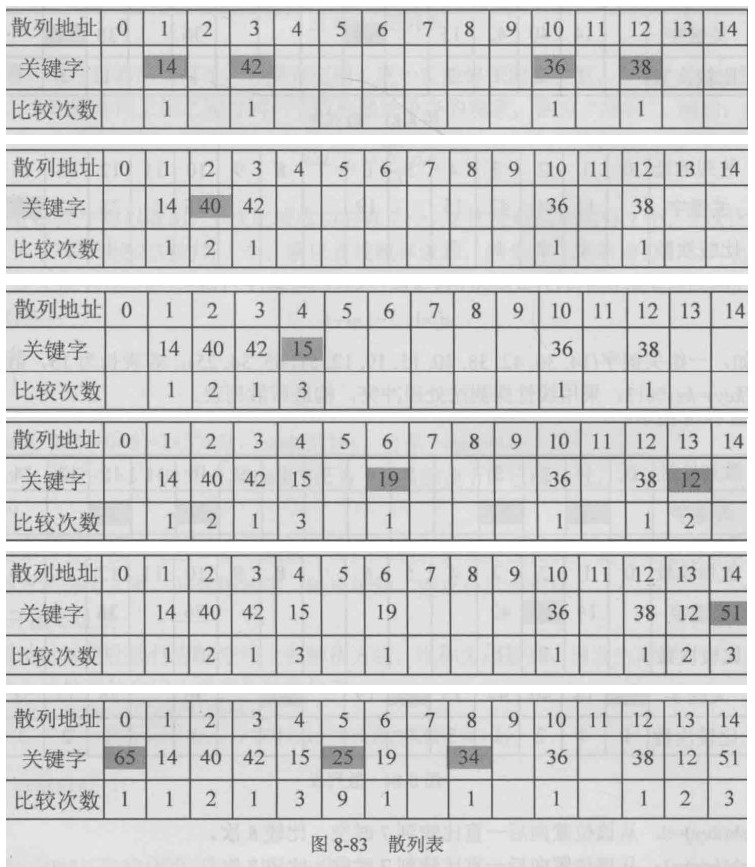 散列地址 0 1 2 3 4 5 6 7 8 9 10 11 12 13 14
关键字 14 42 36 38
比较次数 1 1 1 1
散列地址 0 1 2 3 4 5 6 7 8 9 10 11 12 13 14
关键字 14 40 42 36 38
比较次数 1 2 1 1 1
散列地址 0 1 2 3 4 5 6 7 8 9 10 11 12 13 14
关键字 14 40 42 15 36 38
比较次数 1 2 1 3 1 1
散列地址 0 1 2 3 4 5 6 7 8 9 10 11 12 13 14
关键字 14 40 42 15 19 36 38 12
比较次数 1 2 1 3 1 1 1 2
散列地址 0 1 2 3 4 5 6 7 8 9 10 11 12 13 14
关键字 14 40 42 15 19 36 38 12 51
比较次数 1 2 1 3 1 1 1 2 3
散列地址 0 1 2 3 4 5 6 7 8 9 10 11 12 13 14
关键字 65 14 40 42 15 25 19 34 36 38 12 51
比较次数 1 1 2 1 3 9 1 1 1 1 2 3
图 8-83 散列表